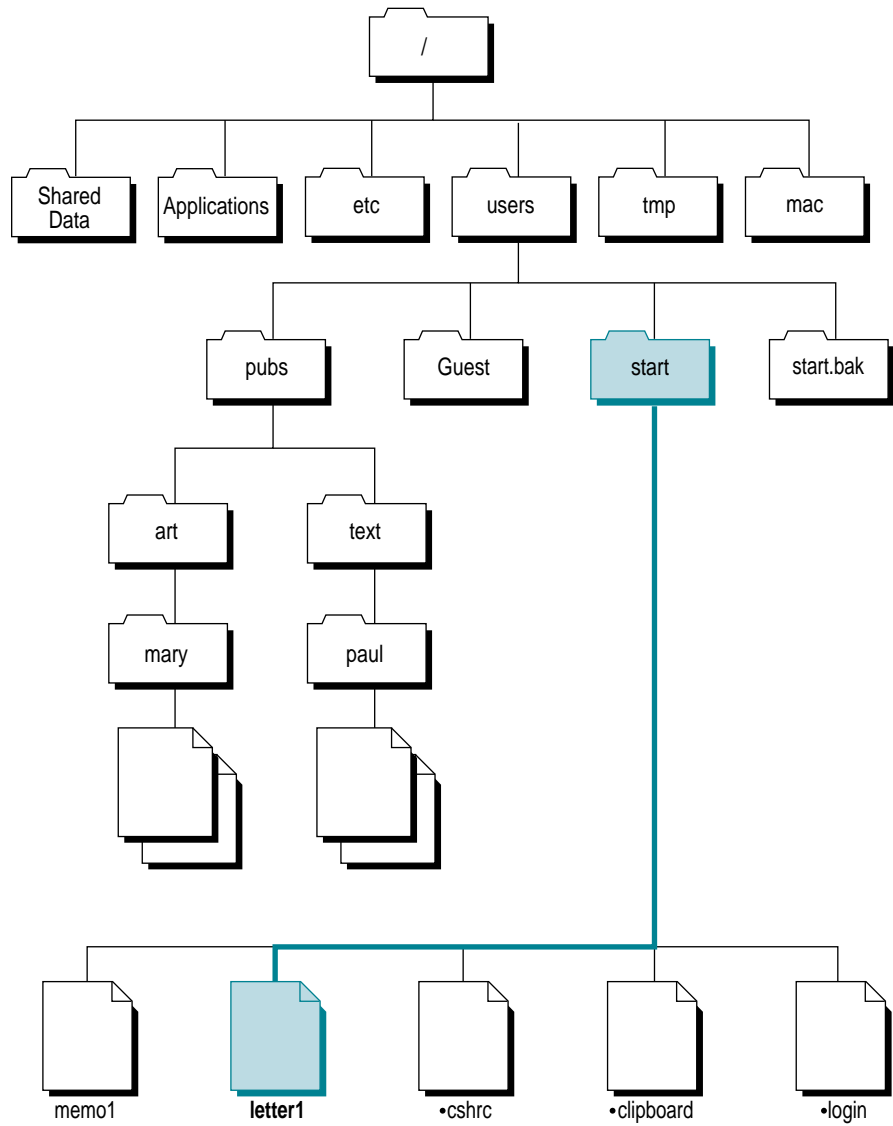 /
Shared
Data
Applications
etc
users
tmp
mac
pubs
Guest
start
start.bak
art
text
mary
paul
memo1
letter1
•cshrc
•clipboard
•login